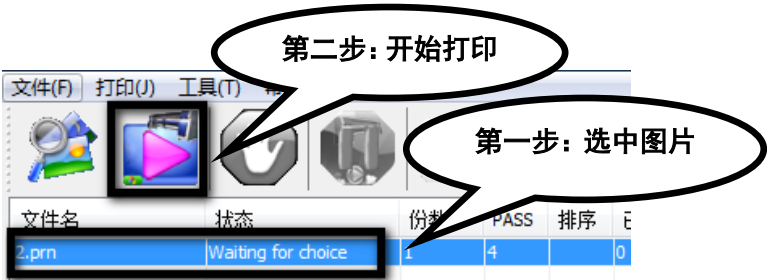 第二步：开始打印
文件(F) 打印(J) 工具(T)
第一步：选中图片
文件名 状态 份数 PASS 排序
2.prn Waiting for choice 1 4 0